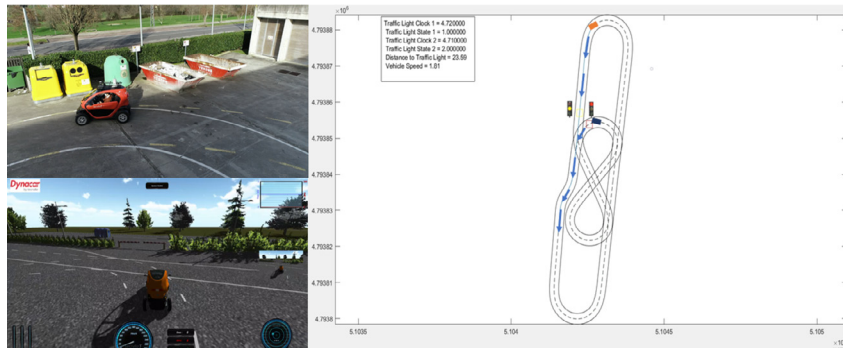 Traffic Light Clock 1 = 4.720000
Traffic Light State 1 = 1.000000
Traffic Light Clock 2 = 4.710000
Traffic Light State 2 = 2.000000
Distance to Traffic Light = 23.59
Vehicle Speed = 1.81
4.79388
4.79387
4.79386
4.79385
4.79384
4.79383
4.79382
4.79381
4.7938
5.1035
5.104
5.1045
5.105
Dynacar